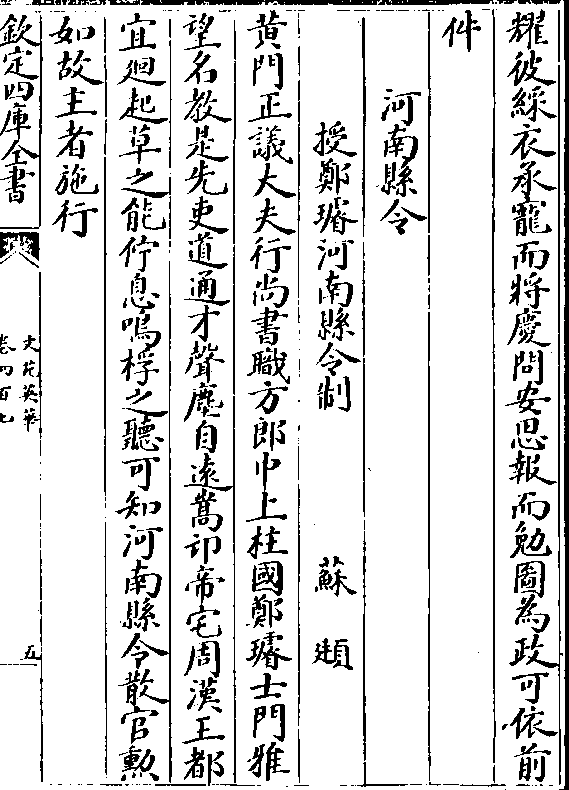 耀彼綵衣承寵而將慶問安思報而勉圖為政可依前
件
河南縣令
授鄭璿河南縣令制　蘇頲
黄門正議大夫行尚書職方郎中上柱國鄭璿士門雅
望名教是先吏道通才聲塵自遠嵩卭帝宅周漢王都
宜迴起草之能佇息鳴桴之聽可知河南縣令散官勲
如故主者施行
欽定四庫全書
文苑英華
卷四百九
五